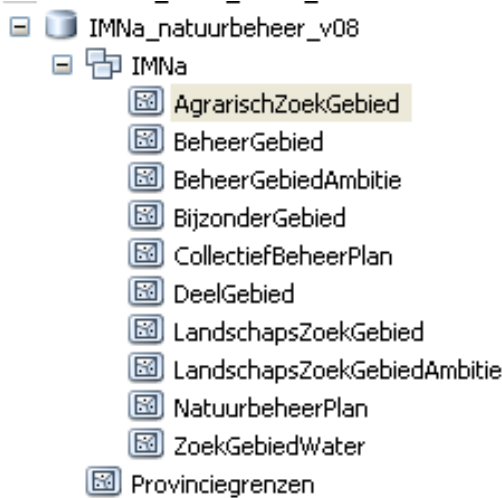 IMNa_natuurbeheer_v08
IMNa
AgrarischZoekGebied
BeheerGebied
BeheerGebiedAmbitie
BijzonderGebied
CollectiefBeheerPlan
DeelGebied
LandschapsZoekGebied
LandschapsZoekGebiedAmbitie
NatuurbeheerPlan
ZoekGebiedWater
Provinciegrenzen